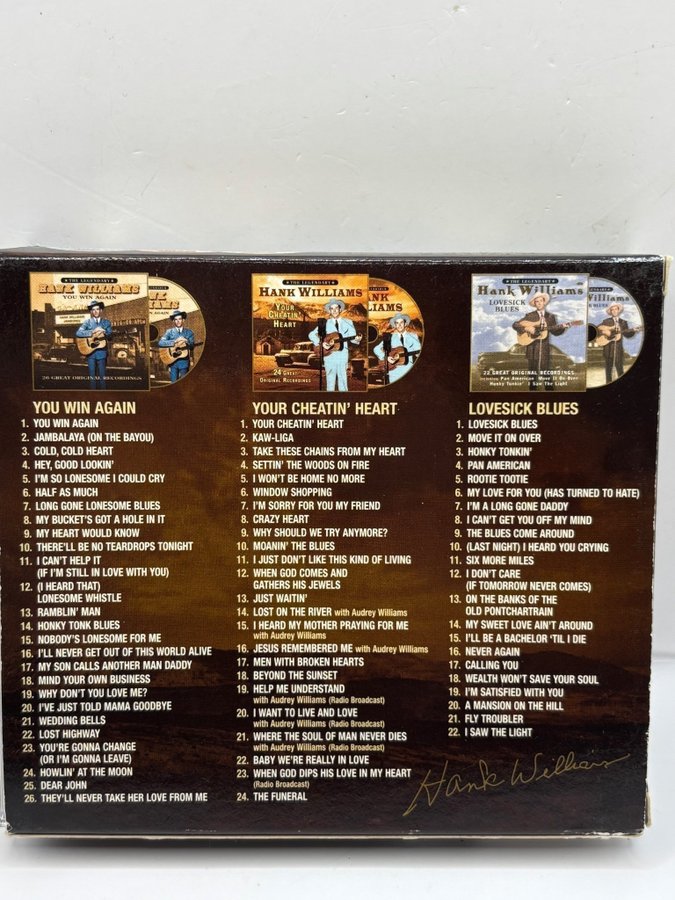 THE LEGENDARY
HANK WILLIAMS
YOU WIN AGAIN
26 GREAT ORIGINAL RECORDINGS
YOU WIN AGAIN
1. YOU WIN AGAIN
2. JAMBALAYA (ON THE BAYOU)
3. COLD, COLD HEART
4. HEY, GOOD LOOKIN'
5. I'M SO LONESOME I COULD CRY
6. HALF AS MUCH
7. LONG GONE LONESOME BLUES
8. MY BUCKET'S GOT A HOLE IN IT
9. MY HEART WOULD KNOW
10. THERE'LL BE NO TEARDROPS TONIGHT
11. I CAN'T HELP IT
(IF I'M STILL IN LOVE WITH YOU)
12. (I HEARD THAT)
LONESOME WHISTLE
13. RAMBLIN' MAN
14. HONKY TONK BLUES
15. NOBODY'S LONESOME FOR ME
16. I'LL NEVER GET OUT OF THIS WORLD ALIVE
17. MY SON CALLS ANOTHER MAN DADDY
18. MIND YOUR OWN BUSINESS
19. WHY DON'T YOU LOVE ME?
20. I'VE JUST TOLD MAMA GOODBYE
21. WEDDING BELLS
22. LOST HIGHWAY
23. YOU'RE GONNA CHANGE
(OR I'M GONNA LEAVE)
24. HOWLIN' AT THE MOON
25. DEAR JOHN
26. THEY'LL NEVER TAKE HER LOVE FROM ME
THE LEGENDARY
HANK WILLIAMS
YOUR
CHEATIN'
HEART
24 GREAT
ORIGINAL RECORDINGS
YOUR CHEATIN' HEART
1. YOUR CHEATIN' HEART
2. KAW-LIGA
3. TAKE THESE CHAINS FROM MY HEART
4. SETTIN' THE WOODS ON FIRE
5. I WON'T BE HOME NO MORE
6. WINDOW SHOPPING
7. I'M SORRY FOR YOU MY FRIEND
8. CRAZY HEART
9. WHY SHOULD WE TRY ANYMORE?
10. MOANIN' THE BLUES
11. I JUST DON'T LIKE THIS KIND OF LIVING
12. WHEN GOD COMES AND
GATHERS HIS JEWELS
13. JUST WAITIN'
14. LOST ON THE RIVER with Audrey Williams
15. I HEARD MY MOTHER PRAYING FOR ME
with Audrey Williams
16. JESUS REMEMBERED ME with Audrey Williams
17. MEN WITH BROKEN HEARTS
18. BEYOND THE SUNSET
19. HELP ME UNDERSTAND
with Audrey Williams (Radio Broadcast)
20. I WANT TO LIVE AND LOVE
with Audrey Williams (Radio Broadcast)
21. WHERE THE SOUL OF MAN NEVER DIES
with Audrey Williams (Radio Broadcast)
22. BABY WE'RE REALLY IN LOVE
23. WHEN GOD DIPS HIS LOVE IN MY HEART
(Radio Broadcast)
24. THE FUNERAL
THE LEGENDARY
HANK WILLIAMS
LOVESICK
BLUES
22 GREAT ORIGINAL RECORDINGS
including Pan American Move It On Over
Honky Tonkin' I Saw The Light
LOVESICK BLUES
1. LOVESICK BLUES
2. MOVE IT ON OVER
3. HONKY TONKIN'
4. PAN AMERICAN
5. ROOTIE TOOTIE
6. MY LOVE FOR YOU (HAS TURNED TO HATE)
7. I'M A LONG GONE DADDY
8. I CAN'T GET YOU OFF MY MIND
9. THE BLUES COME AROUND
10. (LAST NIGHT) I HEARD YOU CRYING
11. SIX MORE MILES
12. I DON'T CARE
(IF TOMORROW NEVER COMES)
13. ON THE BANKS OF THE
OLD PONTCHARTRAIN
14. MY SWEET LOVE AIN'T AROUND
15. I'LL BE A BACHELOR 'TIL I DIE
16. NEVER AGAIN
17. CALLING YOU
18. WEALTH WON'T SAVE YOUR SOUL
19. I'M SATISFIED WITH YOU
20. A MANSION ON THE HILL
21. FLY TROUBLER
22. I SAW THE LIGHT
Hank Williams